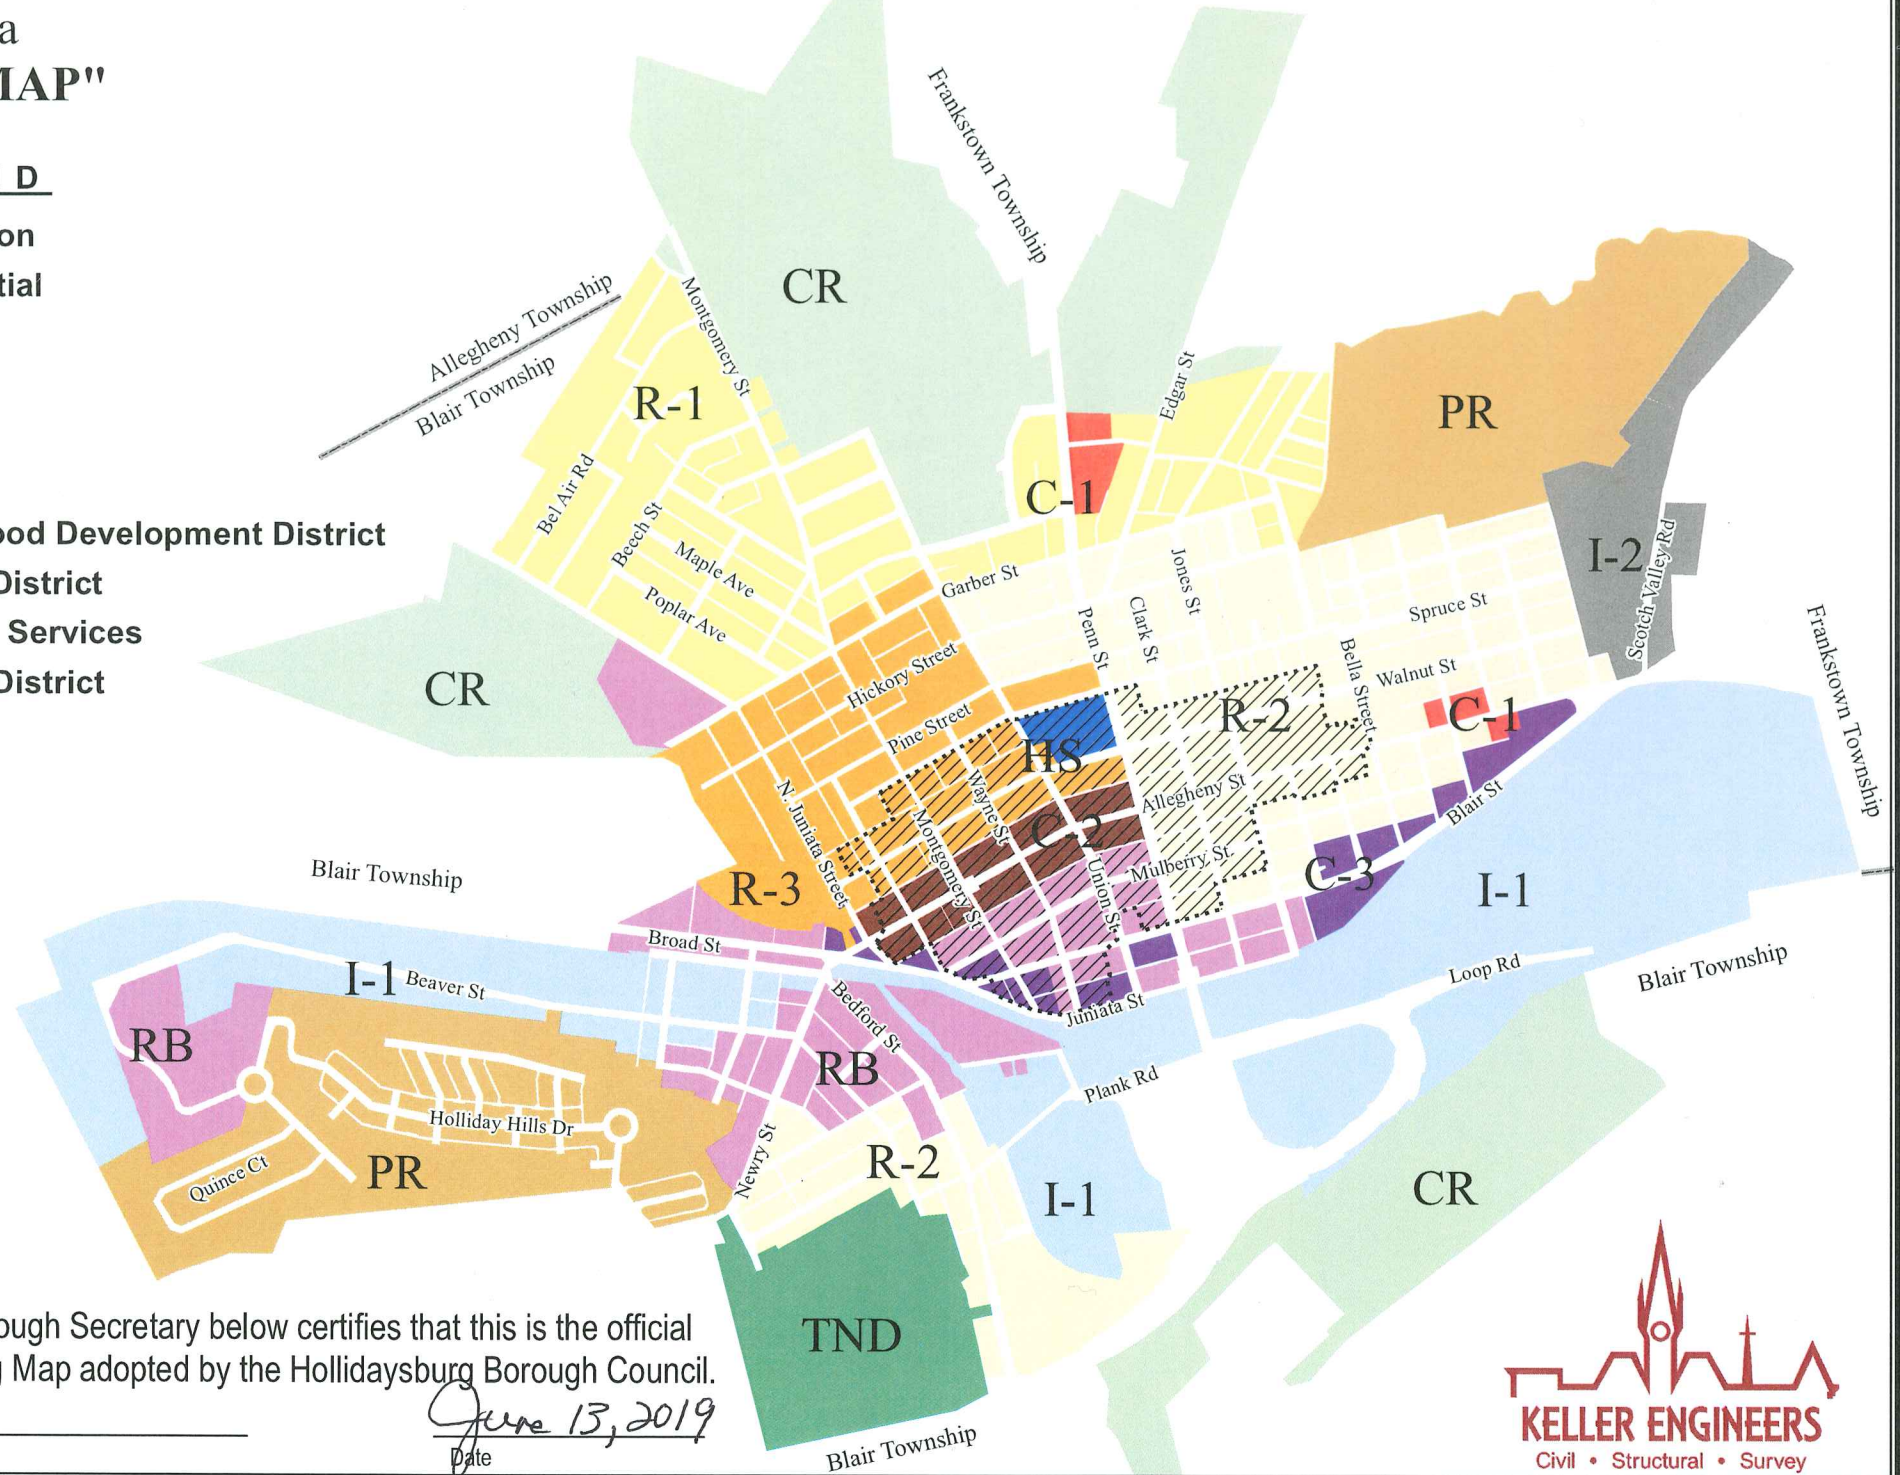 a
MAP"
D
on
tial
ood Development District
District
Services
District
Frankstown Township
CR
Allegheny Township
Blair Township
Montgomery St
R-1
Edgar St
PR
C-1
Bel Air Rd
Beech St
Maple Ave
Poplar Ave
Garber St
Jones St
I-2
Scotch Valley Rd
Penn St
Clark St
Spruce St
Frankstown Township
Hickory Street
Bella Street
Walnut St
CR
Pine Street
R-2
C-1
HS
N. Juniata Street
Wayne St
Allegheny St
Blair St
Montgomery St
C-2
Mulberry St.
Union St
Blair Township
R-3
C-3
I-1
Broad St
Loop Rd
Blair Township
I-1
Beaver St
Bedford St
Juniata St
RB
RB
Plank Rd
Holliday Hills Dr
Quince Ct
PR
Newry St
R-2
I-1
CR
TND
ough Secretary below certifies that this is the official
g Map adopted by the Hollidaysburg Borough Council.
June 13, 2019
Date
Blair Township
KELLER ENGINEERS
Civil • Structural • Survey